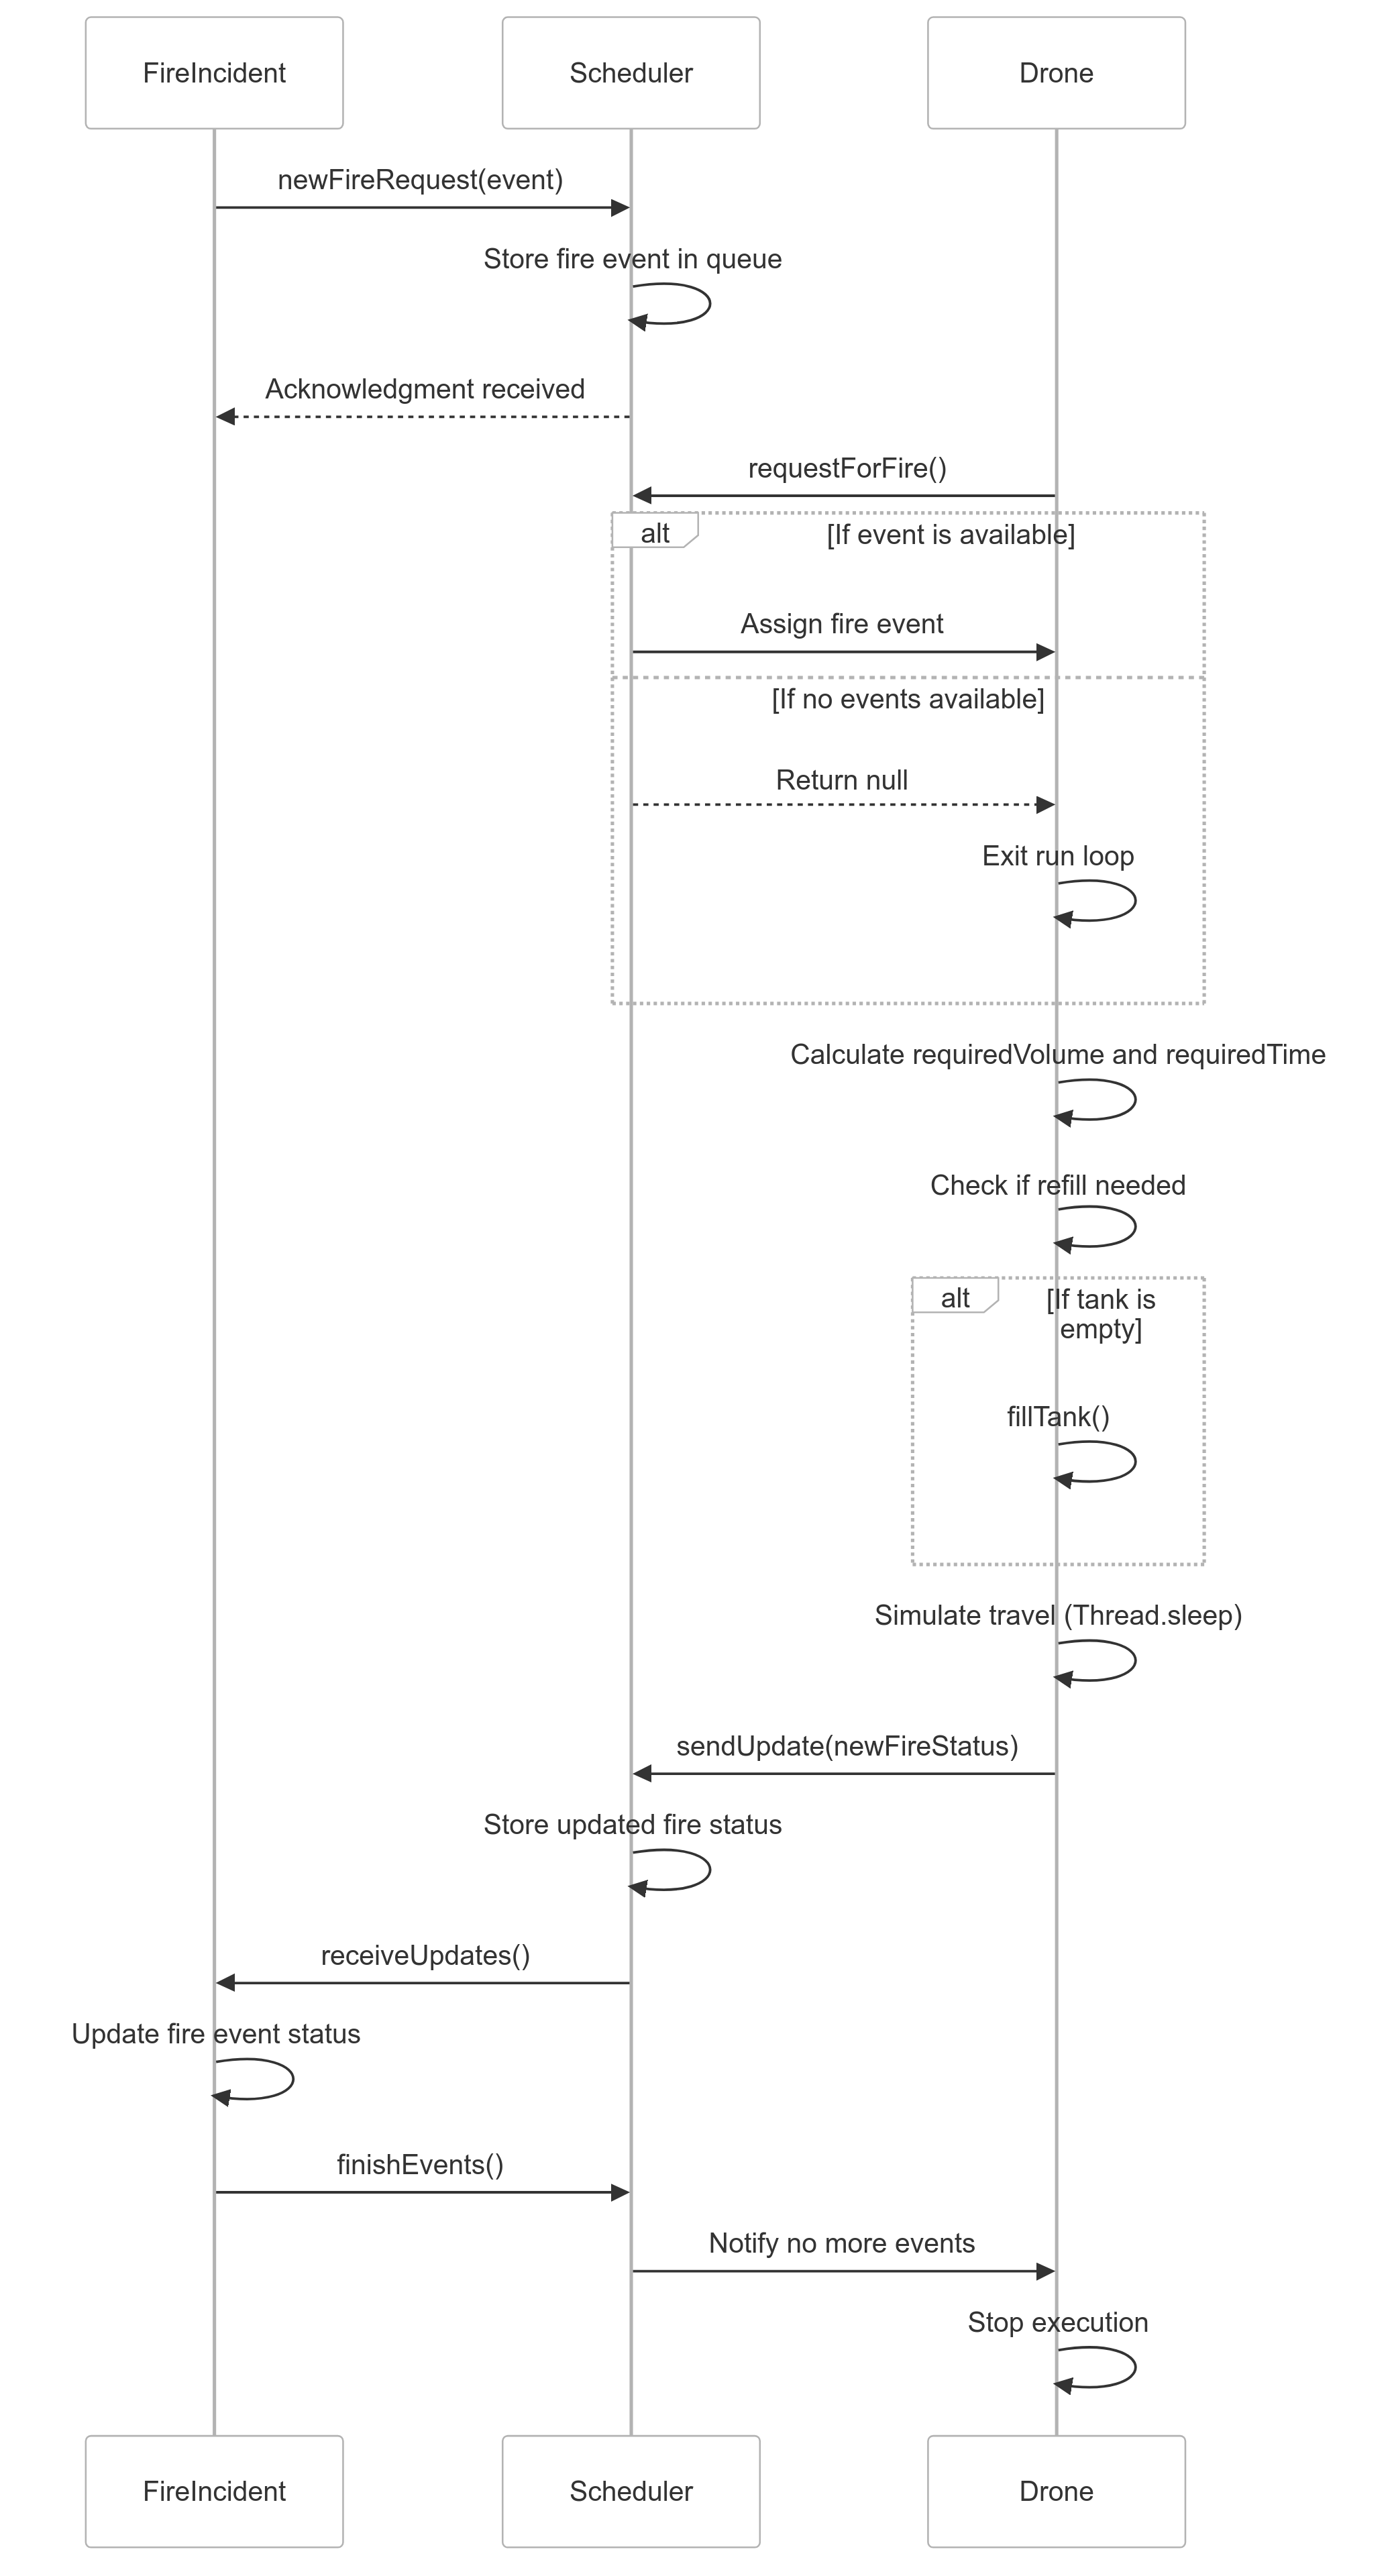 FireIncident
Scheduler
Drone
newFireRequest(event)
Store fire event in queue
Acknowledgment received
requestForFire()
alt
[If event is available]
Assign fire event
[If no events available]
Return null
Exit run loop
Calculate requiredVolume and requiredTime
Check if refill needed
alt
[If tank is
empty]
fillTank()
Simulate travel (Thread.sleep)
sendUpdate(newFireStatus)
Store updated fire status
receiveUpdates()
Update fire event status
finishEvents()
Notify no more events
Stop execution
FireIncident
Scheduler
Drone